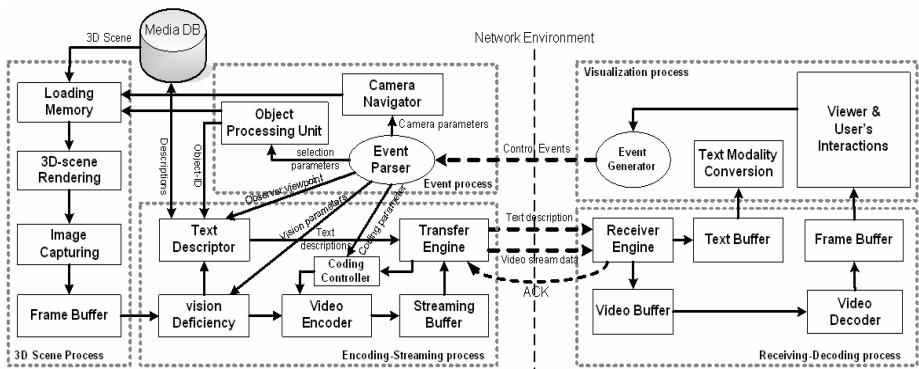 3D Scene
Media DB
Network Environment
Loading
Memory
3D-scene
Rendering
Image
Capturing
Frame Buffer
3D Scene Process
Descriptions
Object-ID
Object
Processing Unit
Camera
Navigator
Camera parameters
selection
parameters
Event
Parser
Event process
Observer viewpoint
Vision parameters
Coding parameter
Text
Descriptor
Text
descriptions
Transfer
Engine
Coding
Controller
vision
Deficiency
Video
Encoder
Streaming
Buffer
Encoding-Streaming process
Control Events
Text description
Video stream data
ACK
Visualization process
Event
Generator
Text Modality
Conversion
Viewer &
User's
Interactions
Receiver
Engine
Text Buffer
Frame Buffer
Video Buffer
Video
Decoder
Receiving-Decoding process